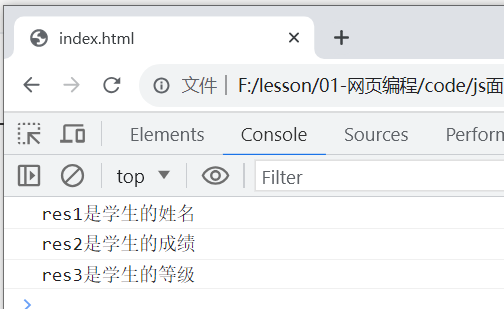 index.html
文件 F:/lesson/01-网页编程/code/js面
Elements Console Sources Perform
top Filter
res1是学生的姓名
res2是学生的成绩
res3是学生的等级